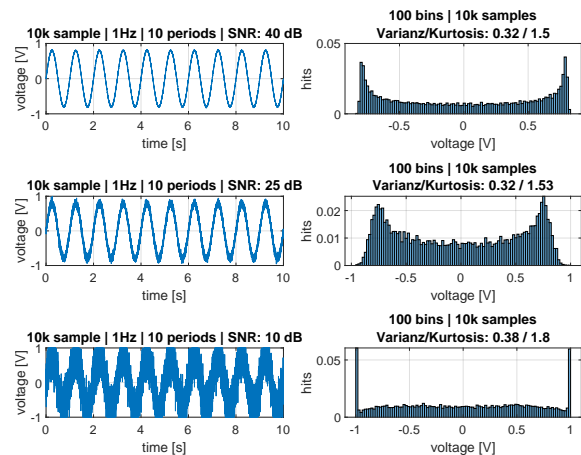 10k sample | 1Hz | 10 periods | SNR: 40 dB
voltage [V]
1
0
-1
0 2 4 6 8 10
time [s]
100 bins | 10k samples
Varianz/Kurtosis: 0.32 / 1.5
hits
0.05
0
-0.5 0 0.5
voltage [V]
10k sample | 1Hz | 10 periods | SNR: 25 dB
voltage [V]
1
0
-1
0 2 4 6 8 10
time [s]
100 bins | 10k samples
Varianz/Kurtosis: 0.32 / 1.53
hits
0.02
0.01
0
-1 -0.5 0 0.5 1
voltage [V]
10k sample | 1Hz | 10 periods | SNR: 10 dB
voltage [V]
1
0
-1
0 2 4 6 8 10
time [s]
100 bins | 10k samples
Varianz/Kurtosis: 0.38 / 1.8
hits
0.05
0
-1 -0.5 0 0.5 1
voltage [V]